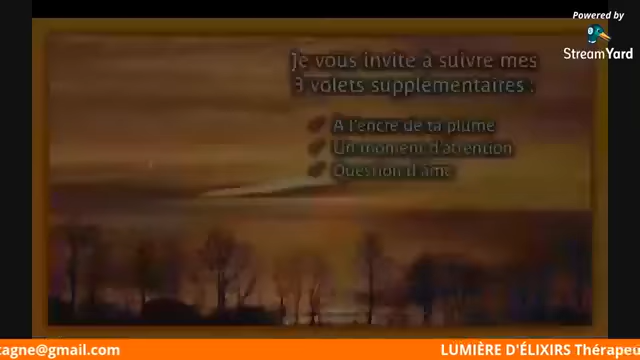 Powered by
StreamYard
Je vous invite à suivre mes
3 volets supplémentaires :
A l'encre de ta plume
Un moment d'attention
Question d'âme
tagne@gmail.com
LUMIÈRE D'ÉLIXIRS Thérapeu